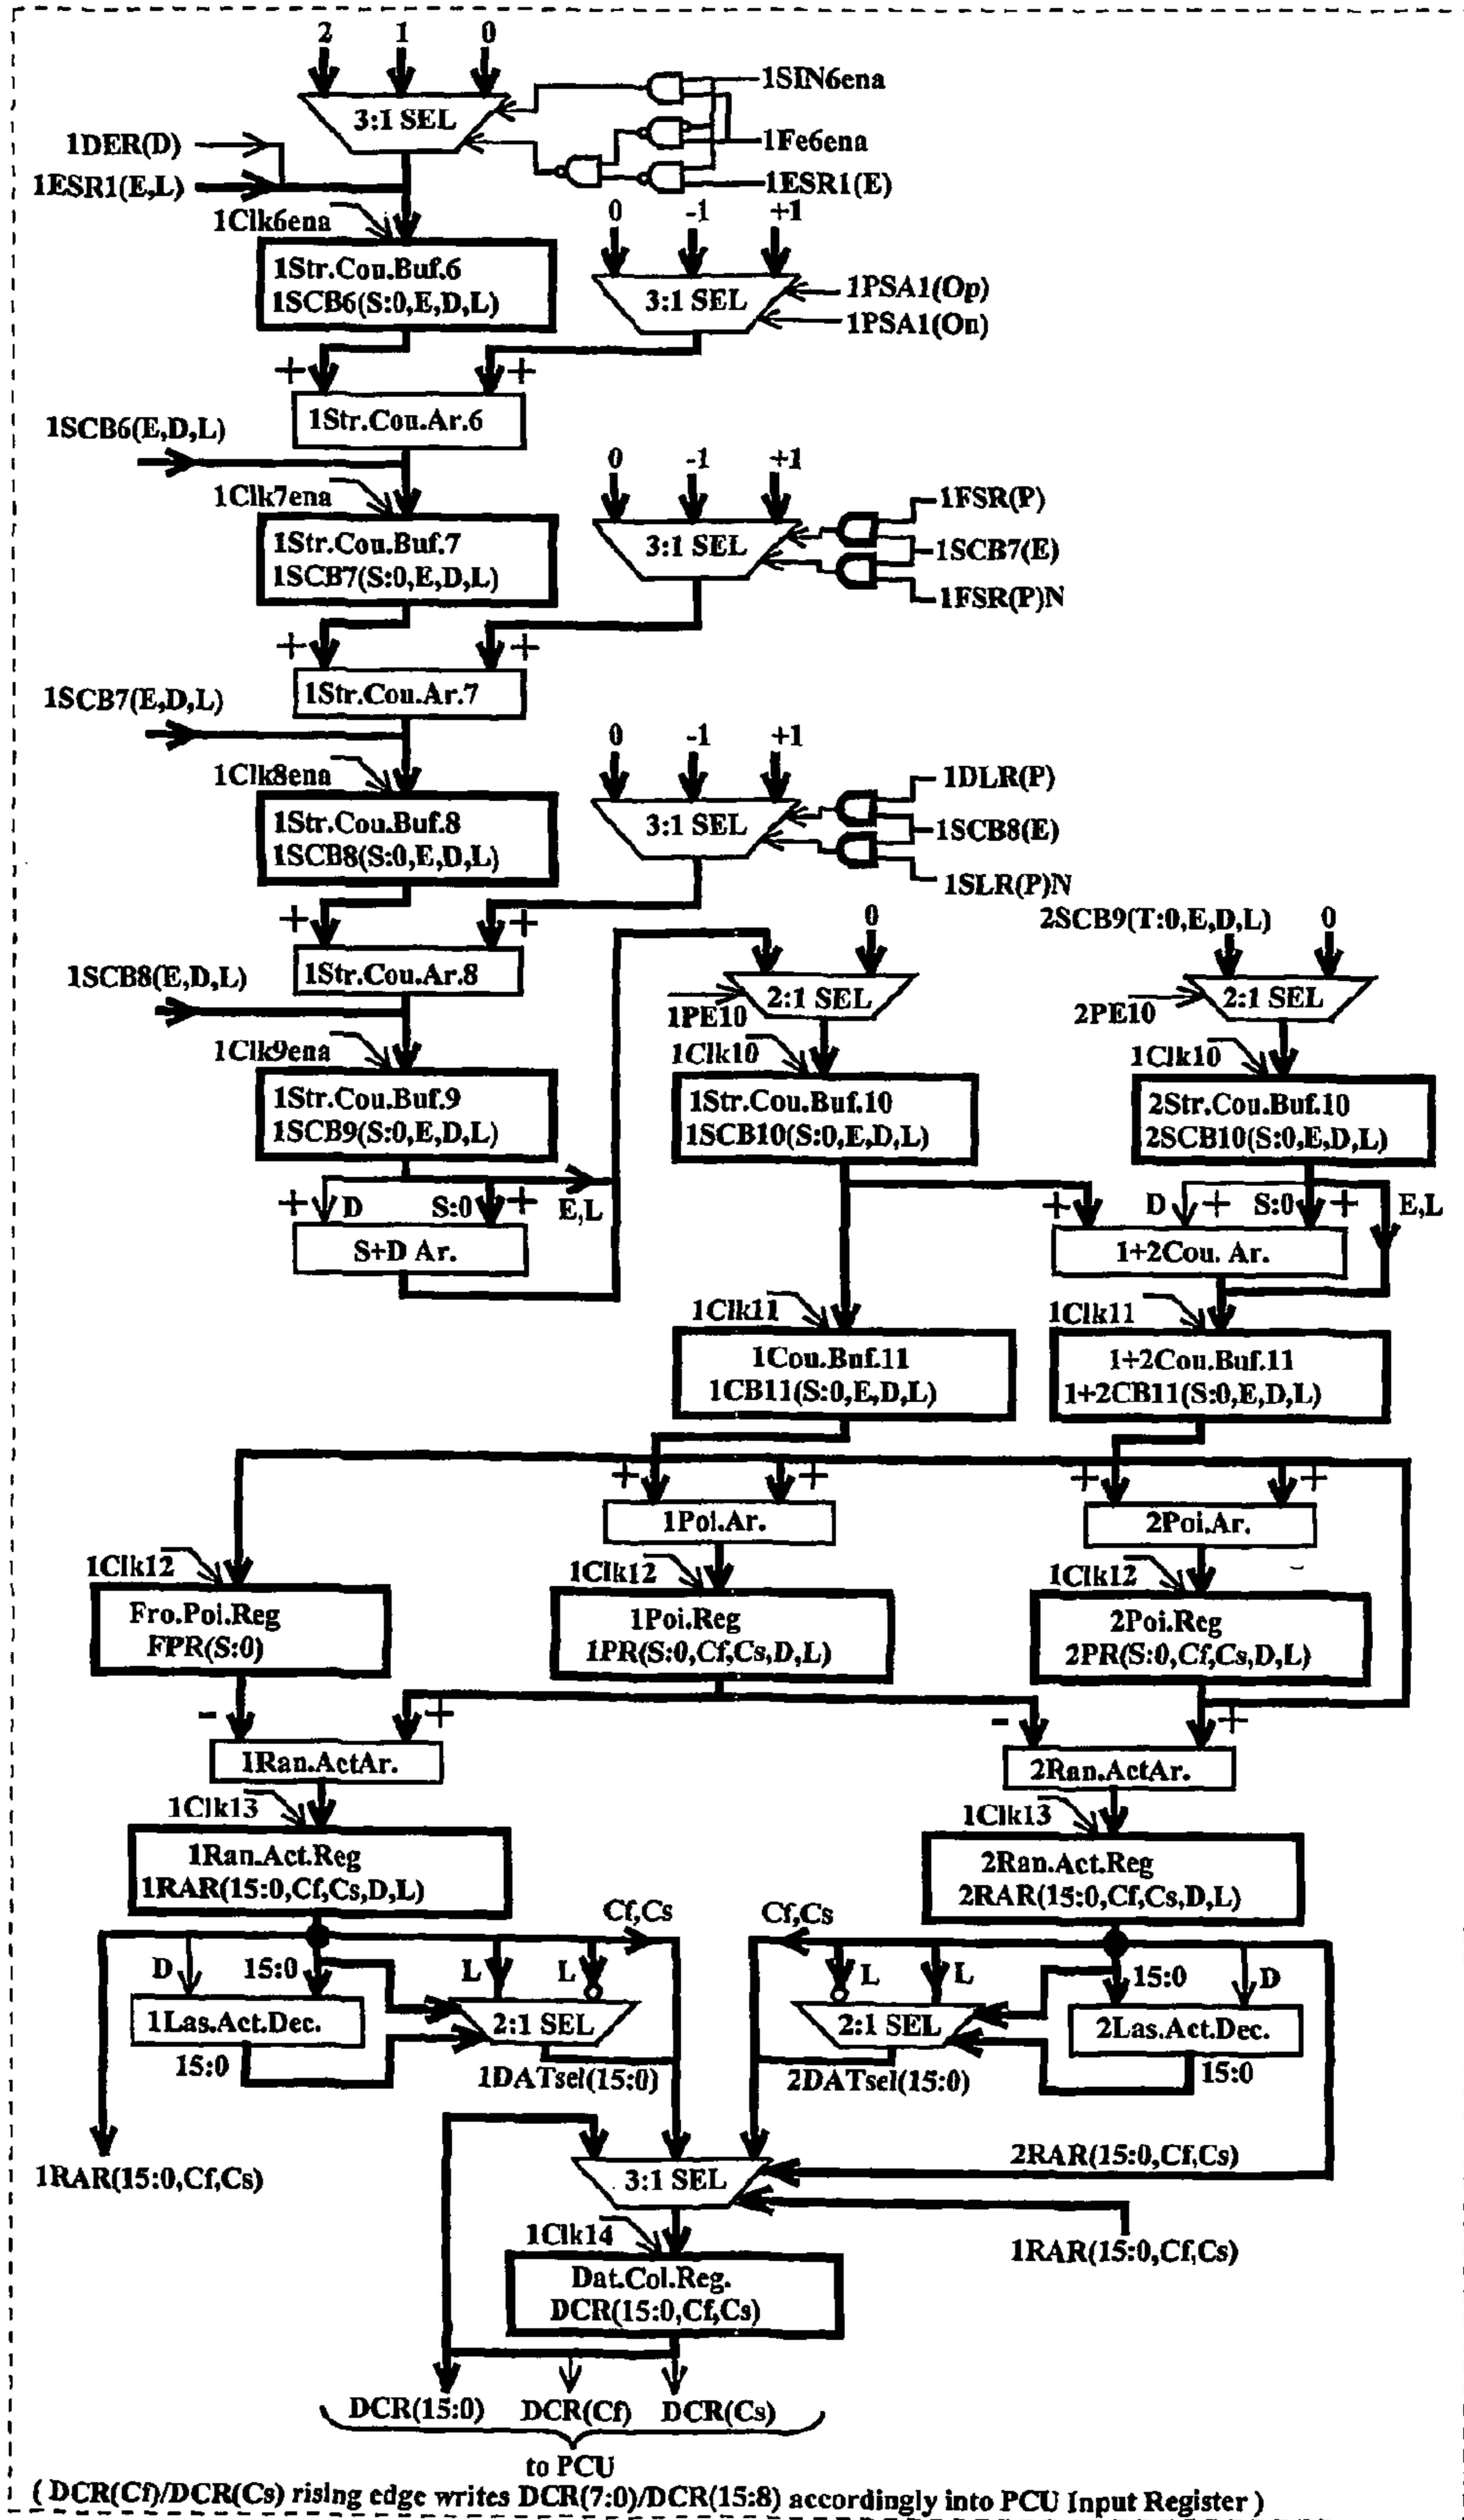 2 1 0
1SIN6ena
3:1 SEL
1DER(D)
1Fe6ena
1ESR1(E,L)
1ESR1(E)
1Clk6ena
0 -1 +1
1Str.Cou.Buf.6
1SCB6(S:0,E,D,L)
3:1 SEL
1PSA1(Op)
1PSA1(On)
+ +
1Str.Cou.Ar.6
1SCB6(E,D,L)
0 -1 +1
1Clk7ena
1FSR(P)
1Str.Cou.Buf.7
1SCB7(S:0,E,D,L)
3:1 SEL
1SCB7(E)
1FSR(P)N
+ +
1Str.Cou.Ar.7
1SCB7(E,D,L)
0 -1 +1
1Clk8ena
1DLR(P)
1Str.Cou.Buf.8
1SCB8(S:0,E,D,L)
3:1 SEL
1SCB8(E)
1SLR(P)N
+ +
0
2SCB9(T:0,E,D,L) 0
1Str.Cou.Ar.8
1SCB8(E,D,L)
2:1 SEL
2:1 SEL
1PE10
2PE10
1Clk9ena
1Clk10
1Clk10
1Str.Cou.Buf.9
1SCB9(S:0,E,D,L)
1Str.Cou.Buf.10
1SCB10(S:0,E,D,L)
2Str.Cou.Buf.10
2SCB10(S:0,E,D,L)
+ D S:0 + E,L
+ D + S:0 + E,L
S+D Ar.
1+2Cou. Ar.
1Clk11
1Clk11
1Cou.Buf.11
1CB11(S:0,E,D,L)
1+2Cou.Buf.11
1+2CB11(S:0,E,D,L)
+ + + +
1Poi.Ar.
2Poi.Ar.
1Clk12
1Clk12
1Clk12
Fro.Poi.Reg
FPR(S:0)
1Poi.Reg
1PR(S:0,Cf,Cs,D,L)
2Poi.Reg
2PR(S:0,Cf,Cs,D,L)
- + - +
1Ran.ActAr.
2Ran.ActAr.
1Clk13
1Clk13
1Ran.Act.Reg
1RAR(15:0,Cf,Cs,D,L)
2Ran.Act.Reg
2RAR(15:0,Cf,Cs,D,L)
Cf,Cs
Cf,Cs
D 15:0 L L
L L 15:0 D
1Las.Act.Dec.
2:1 SEL
2:1 SEL
2Las.Act.Dec.
15:0
1DATsel(15:0)
2DATsel(15:0)
15:0
1RAR(15:0,Cf,Cs)
3:1 SEL
2RAR(15:0,Cf,Cs)
1Clk14
1RAR(15:0,Cf,Cs)
Dat.Col.Reg.
DCR(15:0,Cf,Cs)
DCR(15:0) DCR(Cf) DCR(Cs)
to PCU
( DCR(Cf)/DCR(Cs) rising edge writes DCR(7:0)/DCR(15:8) accordingly into PCU Input Register )